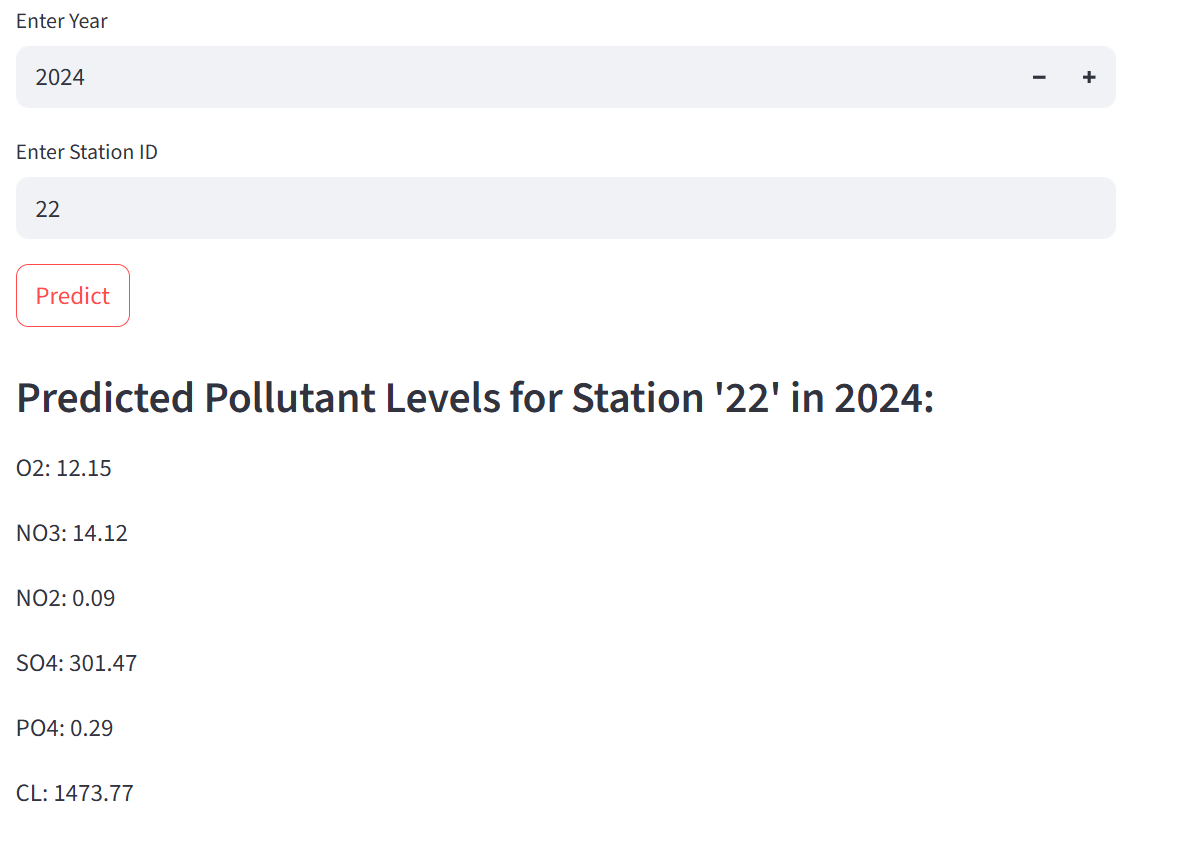 Enter Year
2024
Enter Station ID
22
Predict
Predicted Pollutant Levels for Station '22' in 2024:
O2: 12.15
NO3: 14.12
NO2: 0.09
SO4: 301.47
PO4: 0.29
CL: 1473.77